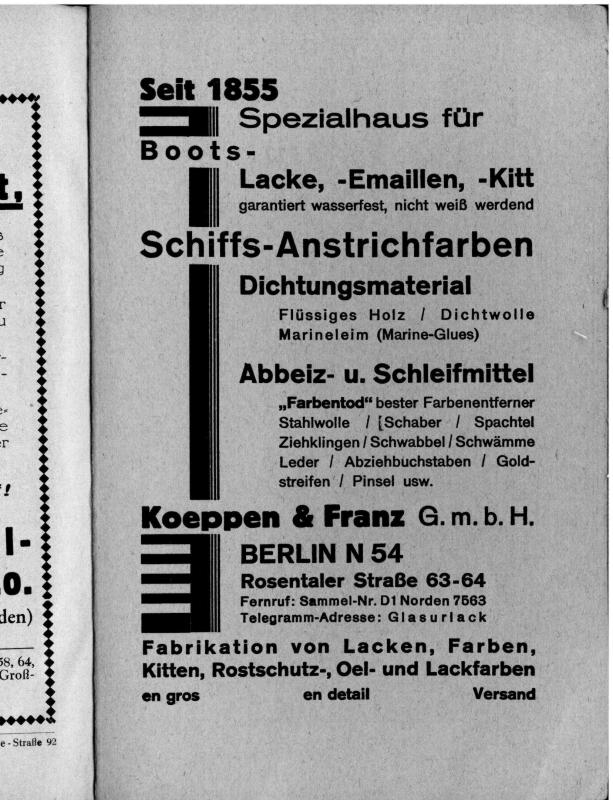 t,
r
u
e
er
"!
l-
.o.
den)
58, 64,
Groß-
e-Straße 92
Seit 1855
Spezialhaus für
Boots-
Lacke, -Emaillen, -Kitt
garantiert wasserfest, nicht weiß werdend
Schiffs-Anstrichfarben
Dichtungsmaterial
Flüssiges Holz / Dichtwolle
Marineleim (Marine-Glues)
Abbeiz- u. Schleifmittel
„Farbentod“ bester Farbenentferner
Stahlwolle / [Schaber / Spachtel
Ziehklingen / Schwabbel / Schwämme
Leder / Abziehbuchstaben / Gold-
streifen / Pinsel usw.
Koeppen & Franz G. m. b. H.
BERLIN N 54
Rosentaler Straße 63-64
Fernruf: Sammel-Nr. D1 Norden 7563
Telegramm-Adresse: Glasurlack
Fabrikation von Lacken, Farben,
Kitten, Rostschutz-, Oel- und Lackfarben
en gros en detail Versand